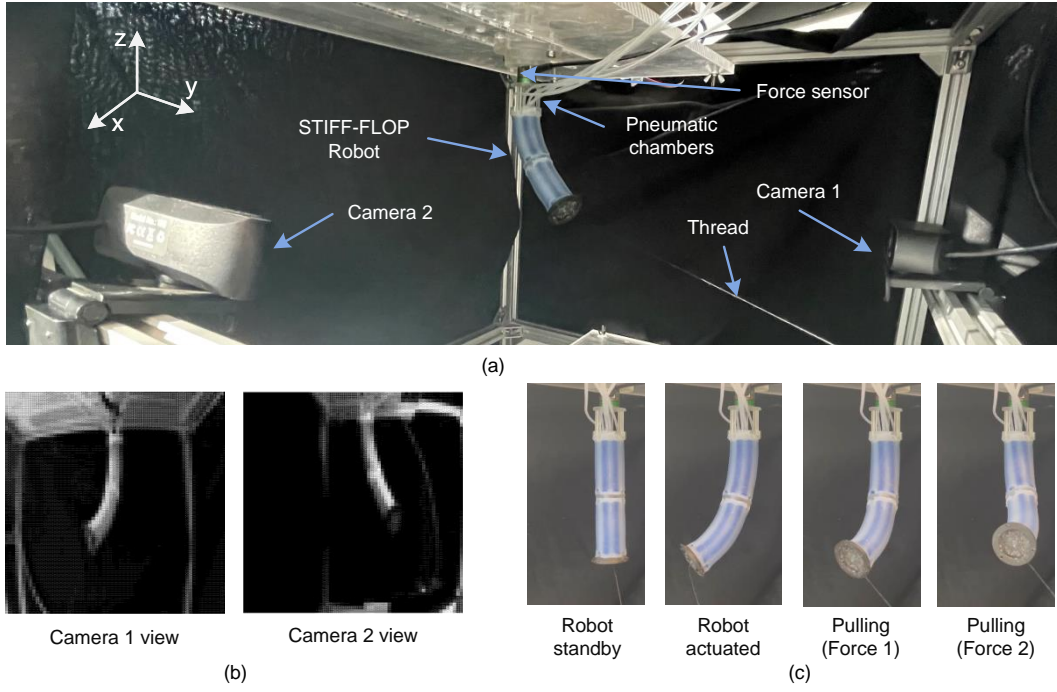 z
y
x
Force sensor
STIFF-FLOP
Robot
Pneumatic
chambers
Camera 2
Camera 1
Thread
(a)
Camera 1 view
Camera 2 view
(b)
Robot
standby
Robot
actuated
Pulling
(Force 1)
Pulling
(Force 2)
(c)